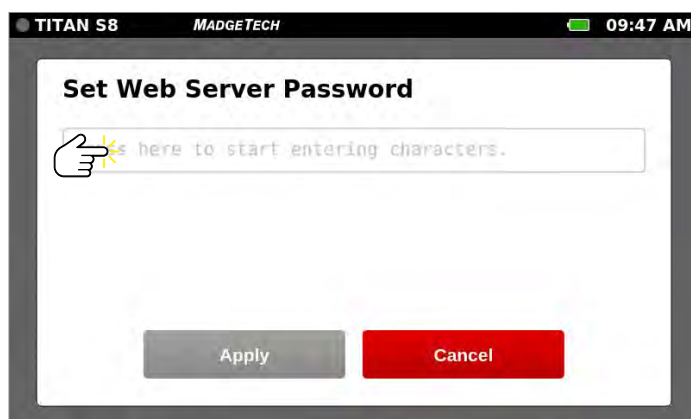 TITAN S8 MADGETECH 09:47 AM
Set Web Server Password
here to start entering characters.
Apply Cancel